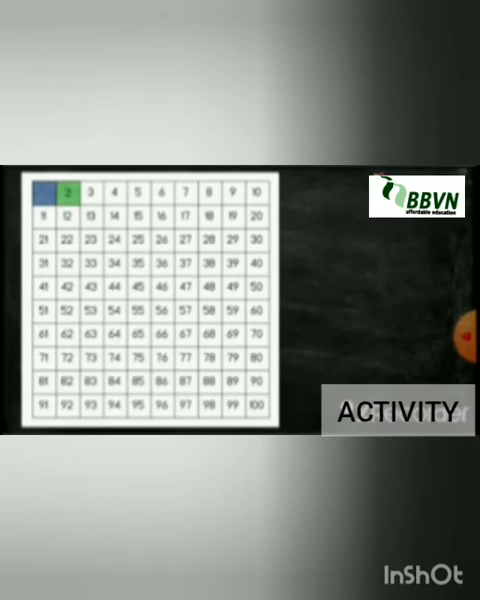 2 3 4 5 6 7 8 9 10
11 12 13 14 15 16 17 18 19 20
21 22 23 24 25 26 27 28 29 30
31 32 33 34 35 36 37 38 39 40
41 42 43 44 45 46 47 48 49 50
51 52 53 54 55 56 57 58 59 60
61 62 63 64 65 66 67 68 69 70
71 72 73 74 75 76 77 78 79 80
81 82 83 84 85 86 87 88 89 90
91 92 93 94 95 96 97 98 99 100
BBVN
affordable education
ACTIVITY
InShOt